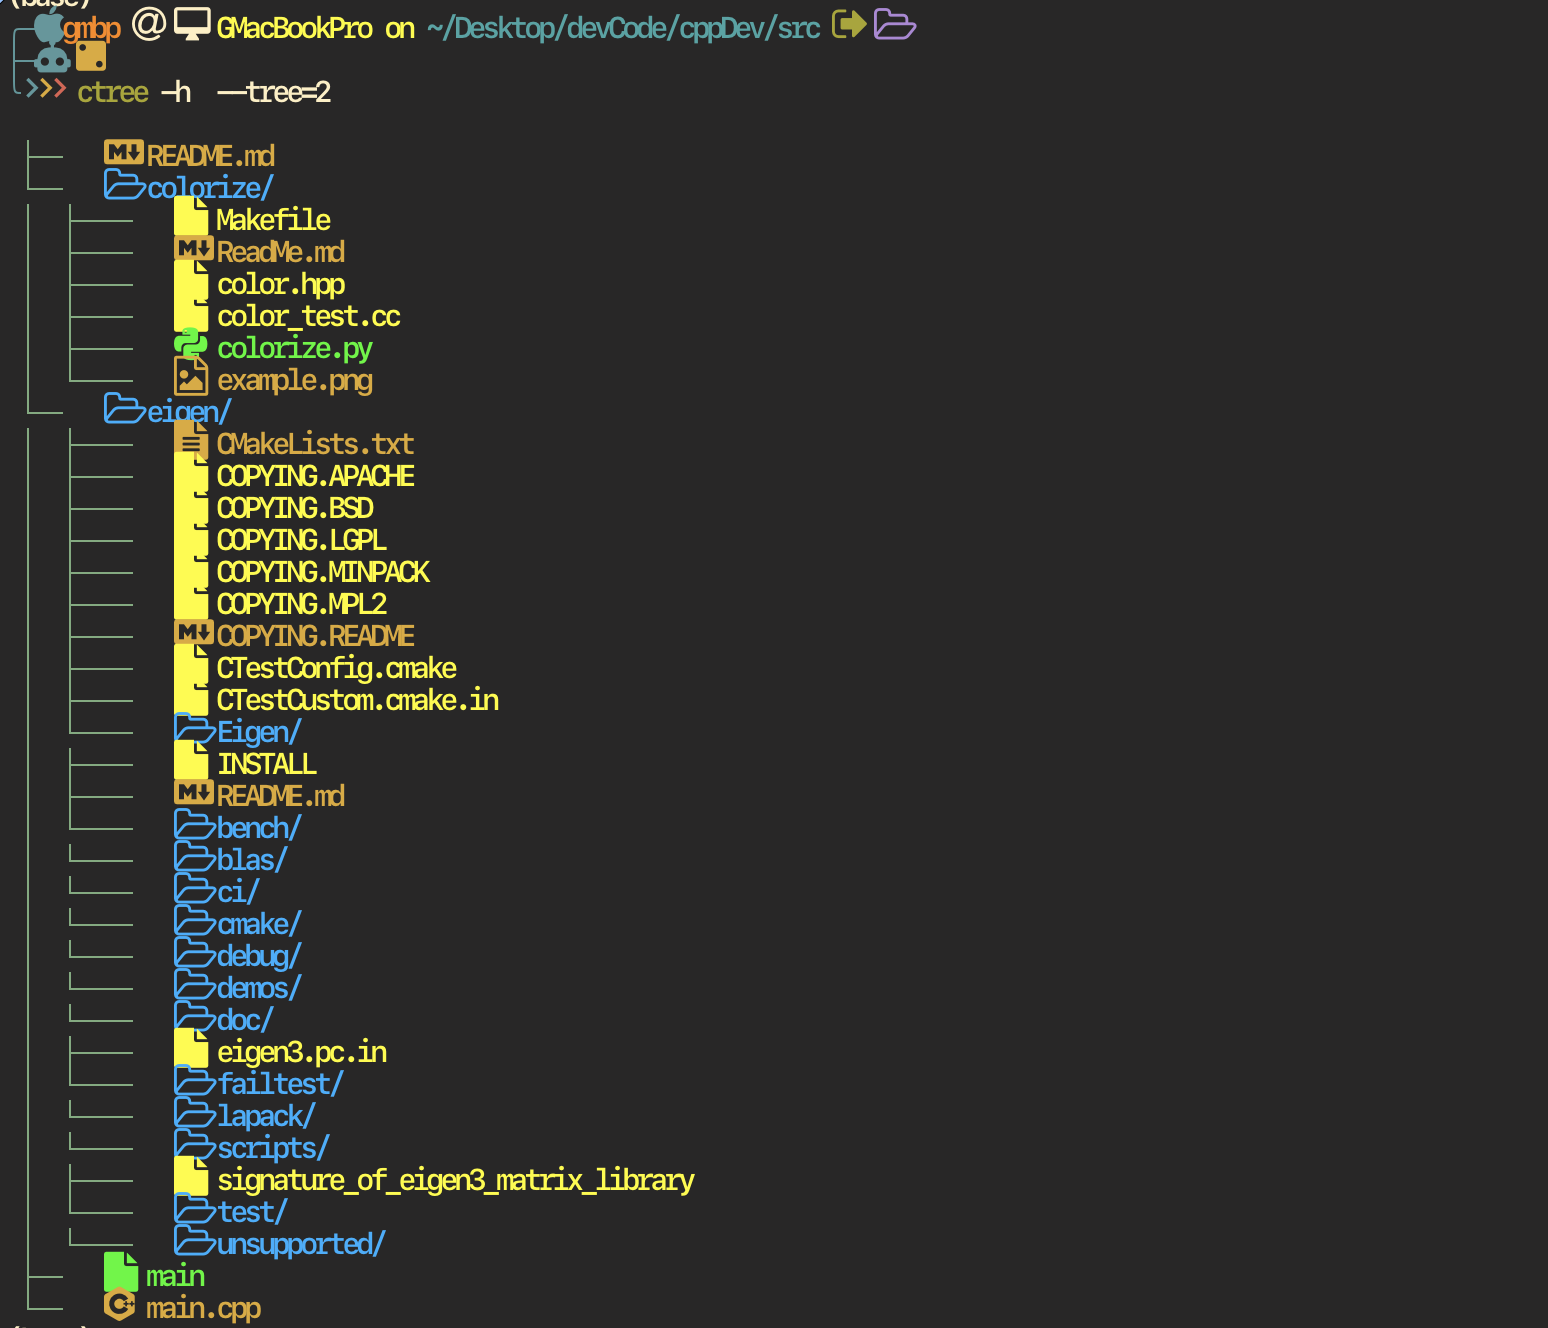 (base)
gmbp @ GMacBookPro on ~/Desktop/devCode/cppDev/src
>>> ctree -h --tree=2
README.md
colorize/
Makefile
ReadMe.md
color.hpp
color_test.cc
colorize.py
example.png
eigen/
CMakeLists.txt
COPYING.APACHE
COPYING.BSD
COPYING.LGPL
COPYING.MINPACK
COPYING.MPL2
COPYING.README
CTestConfig.cmake
CTestCustom.cmake.in
Eigen/
INSTALL
README.md
bench/
blas/
ci/
cmake/
debug/
demos/
doc/
eigen3.pc.in
failtest/
lapack/
scripts/
signature_of_eigen3_matrix_library
test/
unsupported/
main
main.cpp